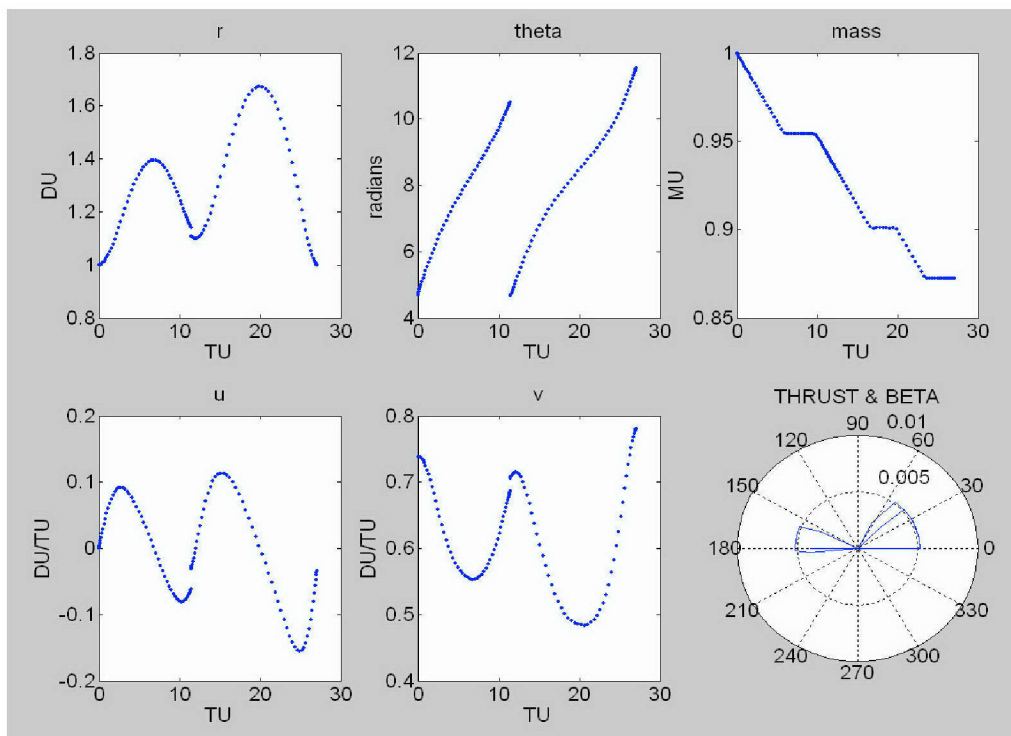 r
1.8
1.6
1.4
1.2
1
0.8
DU
0 10 20 30
TU
theta
12
10
8
6
4
radians
0 10 20 30
TU
mass
1
0.95
0.9
0.85
MU
0 10 20 30
TU
u
0.2
0.1
0
-0.1
-0.2
DU/TU
0 10 20 30
TU
v
0.8
0.7
0.6
0.5
0.4
DU/TU
0 10 20 30
TU
THRUST & BETA
90 0.01
120 60
0.005
150 30
180 0
210 330
240 300
270